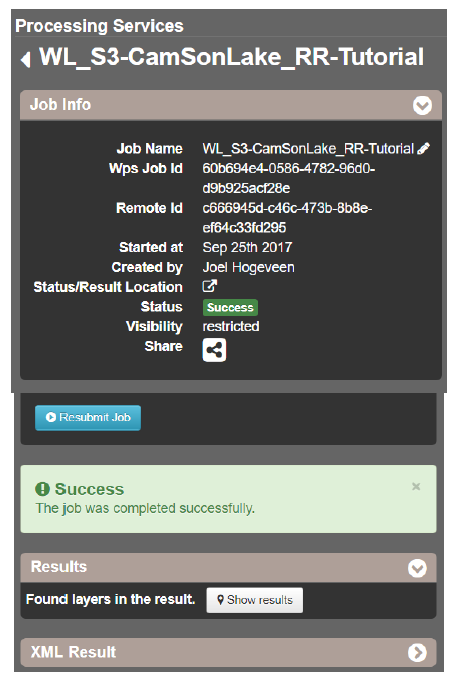 Processing Services
WL_S3-CamSonLake_RR-Tutorial
Job Info
Job Name WL_S3-CamSonLake_RR-Tutorial
Wps Job Id 60b694e4-0586-4782-96d0-
d9b925acf28e
Remote Id c666945d-c46c-473b-8b8e-
ef64c33fd295
Started at Sep 25th 2017
Created by Joel Hogeveen
Status/Result Location
Status Success
Visibility restricted
Share
Resubmit Job
Success
×
The job was completed successfully.
Results
Found layers in the result. Show results
XML Result